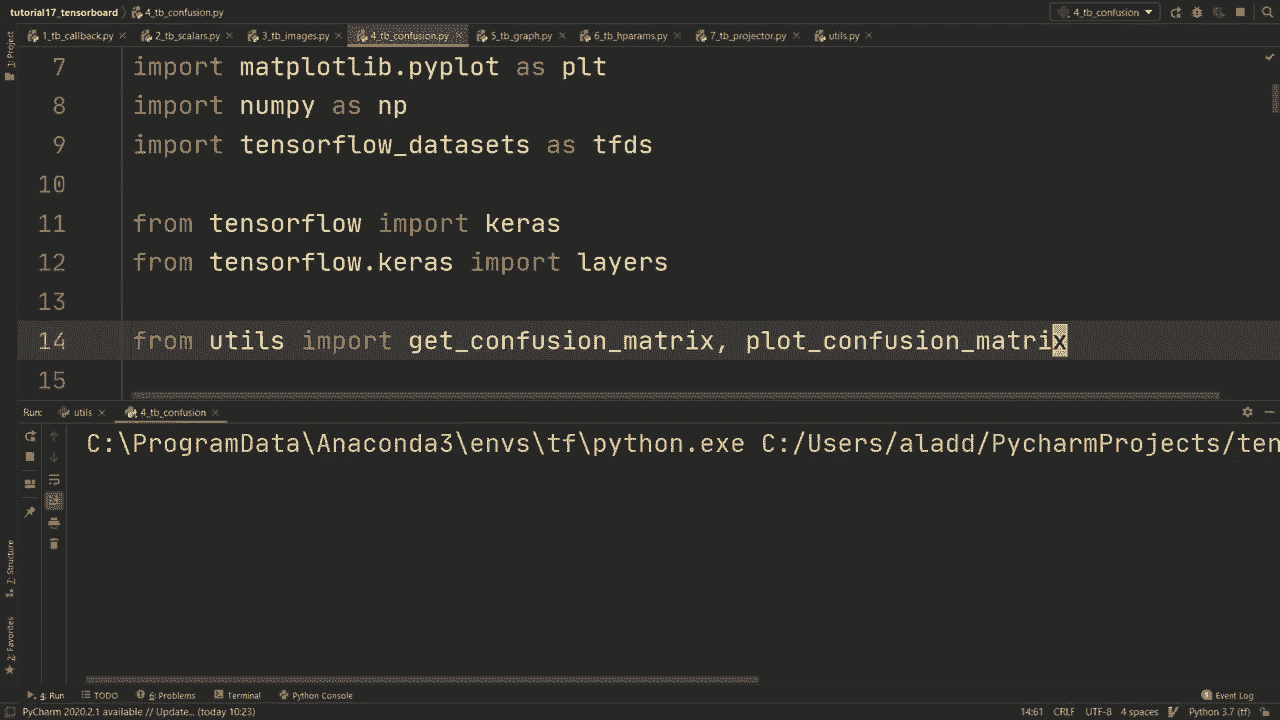 tutorial17_tensorboard 4_tb_confusion.py 4_tb_confusion
1_tb_callback.py 2_tb_scalars.py 3_tb_images.py 4_tb_confusion.py 5_tb_graph.py 6_tb_hparams.py 7_tb_projector.py utils.py
1: Project
7 import matplotlib.pyplot as plt
8 import numpy as np
9 import tensorflow_datasets as tfds
10
11 from tensorflow import keras
12 from tensorflow.keras import layers
13
14 from utils import get_confusion_matrix, plot_confusion_matrix
15
Run: utils 4_tb_confusion
C:\ProgramData\Anaconda3\envs\tf\python.exe C:/Users/aladd/PycharmProjects/ten
Z: Structure
2: Favorites
4: Run TODO 6: Problems Terminal Python Console Event Log
PyCharm 2020.2.1 available // Update... (today 10:23) 14:61 CRLF UTF-8 4 spaces Python 3.7 (tf)